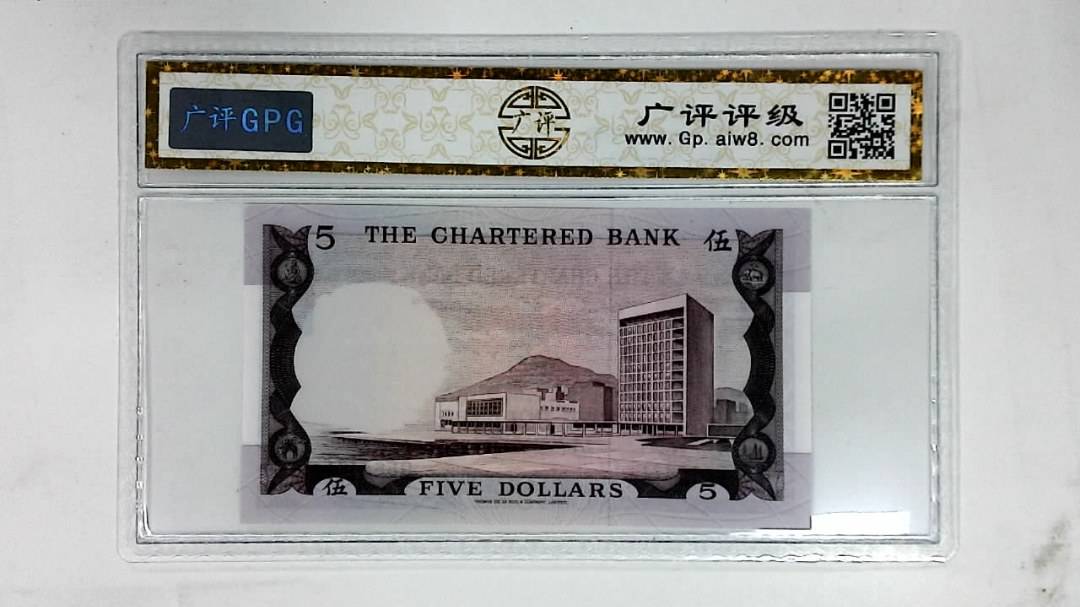 广评GPG
广评
广评评级
www. Gp. aiw8. com
5 THE CHARTERED BANK 伍
伍 FIVE DOLLARS 5